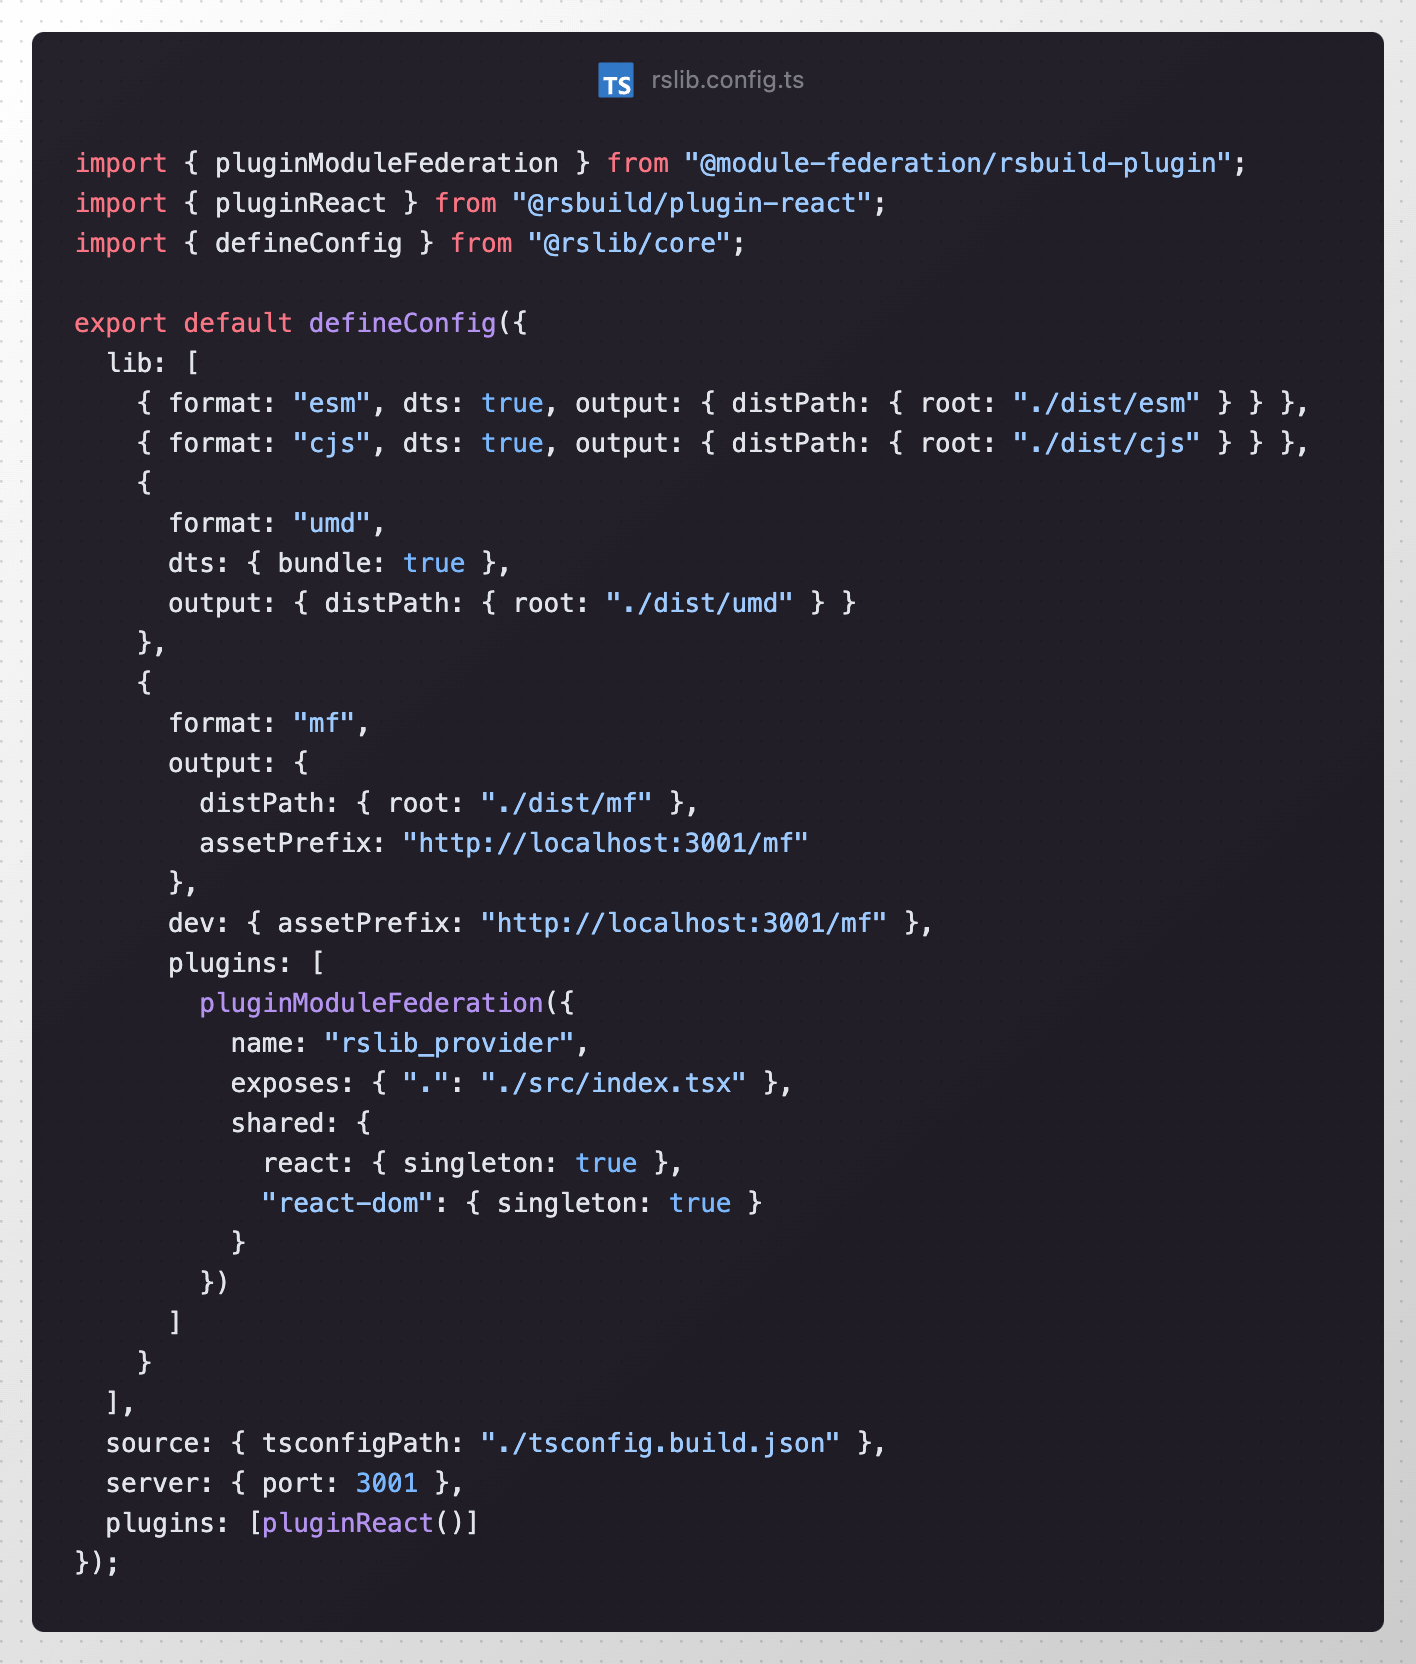 TS rslib.config.ts
import { pluginModuleFederation } from "@module-federation/rsbuild-plugin";
import { pluginReact } from "@rsbuild/plugin-react";
import { defineConfig } from "@rslib/core";

export default defineConfig({
  lib: [
    { format: "esm", dts: true, output: { distPath: { root: "./dist/esm" } } },
    { format: "cjs", dts: true, output: { distPath: { root: "./dist/cjs" } } },
    {
      format: "umd",
      dts: { bundle: true },
      output: { distPath: { root: "./dist/umd" } }
    },
    {
      format: "mf",
      output: {
        distPath: { root: "./dist/mf" },
        assetPrefix: "http://localhost:3001/mf"
      },
      dev: { assetPrefix: "http://localhost:3001/mf" },
      plugins: [
        pluginModuleFederation({
          name: "rslib_provider",
          exposes: { ".": "./src/index.tsx" },
          shared: {
            react: { singleton: true },
            "react-dom": { singleton: true }
          }
        })
      ]
    }
  ],
  source: { tsconfigPath: "./tsconfig.build.json" },
  server: { port: 3001 },
  plugins: [pluginReact()]
});